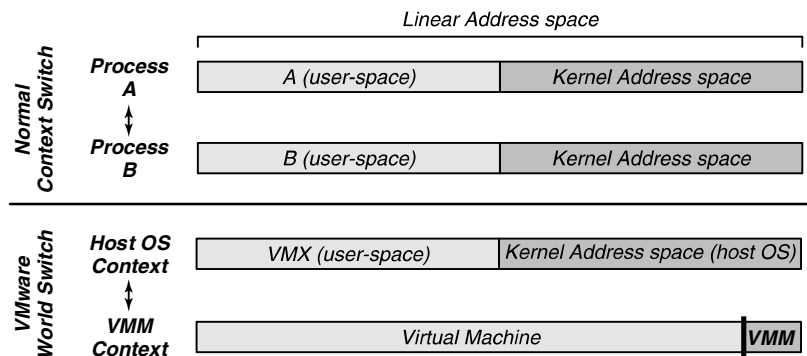 Linear Address space
Normal
Context Switch
Process
A
A (user-space)
Kernel Address space
Process
B
B (user-space)
Kernel Address space
VMware
World Switch
Host OS
Context
VMX (user-space)
Kernel Address space (host OS)
VMM
Context
Virtual Machine
VMM